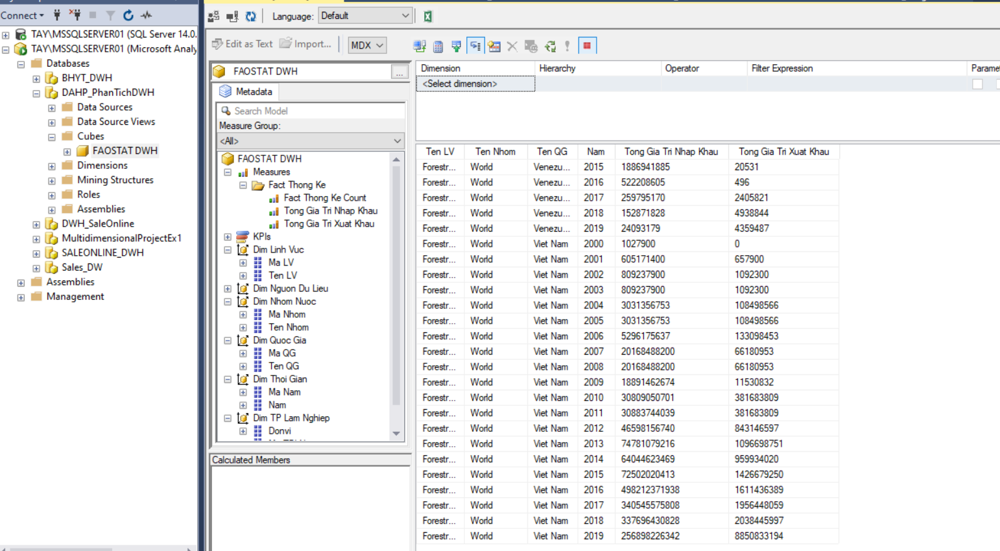 Connect
Language: Default
TAY\MSSQLSERVER01 (SQL Server 14.0.
TAY\MSSQLSERVER01 (Microsoft Analy
Databases
BHYT_DWH
DAHP_PhanTichDWH
Data Sources
Data Source Views
Cubes
FAOSTAT DWH
Dimensions
Mining Structures
Roles
Assemblies
DWH_SaleOnline
MultidimensionalProjectEx1
SALEONLINE_DWH
Sales_DW
Assemblies
Management
Edit as Text Import... MDX
FAOSTAT DWH ...
Metadata
Search Model
Measure Group:
<All>
FAOSTAT DWH
Measures
Fact Thong Ke
Fact Thong Ke Count
Tong Gia Tri Nhap Khau
Tong Gia Tri Xuat Khau
KPIs
Dim Linh Vuc
Ma LV
Ten LV
Dim Nguon Du Lieu
Dim Nhom Nuoc
Ma Nhom
Ten Nhom
Dim Quoc Gia
Ma QG
Ten QG
Dim Thoi Gian
Ma Nam
Nam
Dim TP Lam Nghiep
Donvi
Calculated Members
Dimension Hierarchy Operator Filter Expression Paramet
<Select dimension>
Ten LV Ten Nhom Ten QG Nam Tong Gia Tri Nhap Khau Tong Gia Tri Xuat Khau
Forestr... World Venezu... 2015 1886941885 20531
Forestr... World Venezu... 2016 522208605 496
Forestr... World Venezu... 2017 259795170 2405821
Forestr... World Venezu... 2018 152871828 4938844
Forestr... World Venezu... 2019 24093179 4359487
Forestr... World Viet Nam 2000 1027900 0
Forestr... World Viet Nam 2001 605171400 657900
Forestr... World Viet Nam 2002 809237900 1092300
Forestr... World Viet Nam 2003 809237900 1092300
Forestr... World Viet Nam 2004 3031356753 108498566
Forestr... World Viet Nam 2005 3031356753 108498566
Forestr... World Viet Nam 2006 5296175637 133098453
Forestr... World Viet Nam 2007 20168488200 66180953
Forestr... World Viet Nam 2008 20168488200 66180953
Forestr... World Viet Nam 2009 18891462674 11530832
Forestr... World Viet Nam 2010 30809050701 381683809
Forestr... World Viet Nam 2011 30883744039 381683809
Forestr... World Viet Nam 2012 46598156740 843146597
Forestr... World Viet Nam 2013 74781079216 1096698751
Forestr... World Viet Nam 2014 64044623469 959934020
Forestr... World Viet Nam 2015 72502020413 1426679250
Forestr... World Viet Nam 2016 498212371938 1611436389
Forestr... World Viet Nam 2017 340545575808 1956448059
Forestr... World Viet Nam 2018 337696430828 2038445997
Forestr... World Viet Nam 2019 256898226342 8850833194